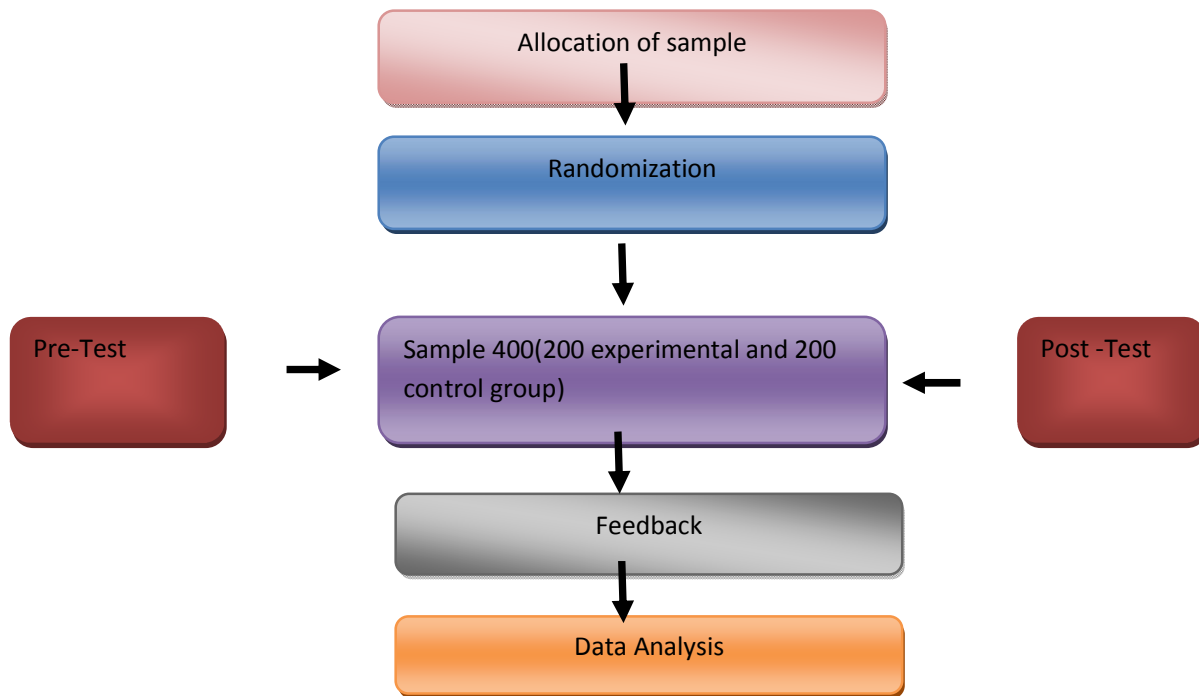 Allocation of sample
Randomization
Pre-Test
Sample 400(200 experimental and 200
control group)
Post -Test
Feedback
Data Analysis